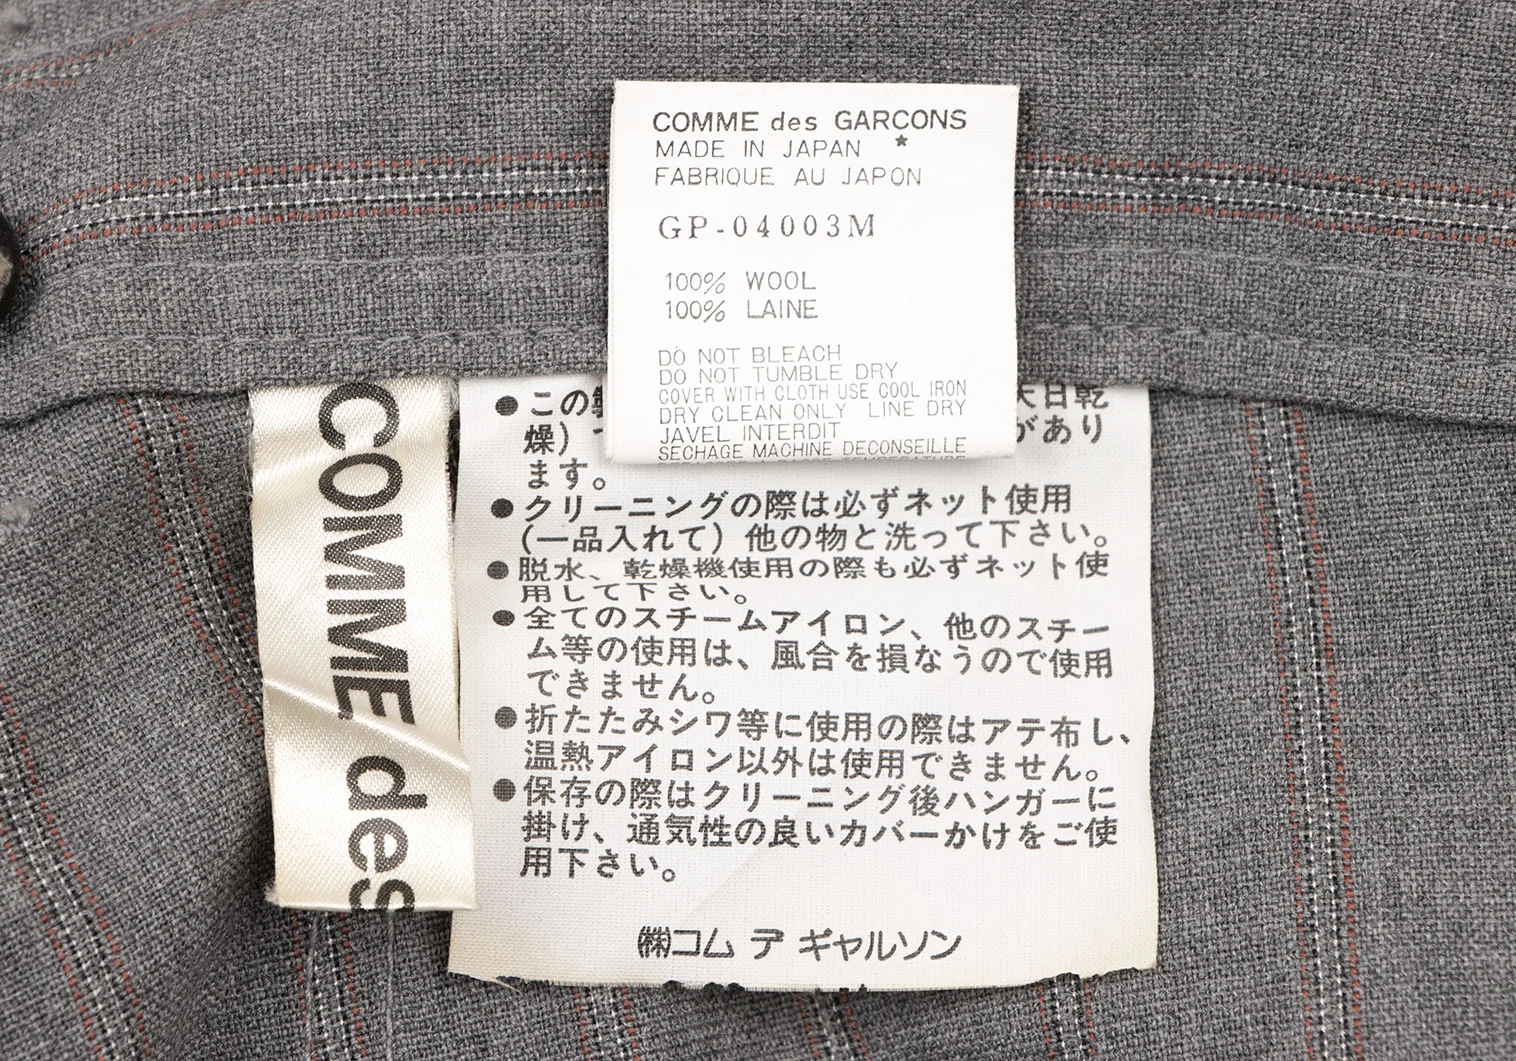 COMME des GARCONS
MADE IN JAPAN ★
FABRIQUE AU JAPON
GP-04003M
100% WOOL
100% LAINE
DO NOT BLEACH
DO NOT TUMBLE DRY
COVER WITH CLOTH USE COOL IRON
DRY CLEAN ONLY LINE DRY
JAVEL INTERDIT
SECHAGE MACHINE DECONSEILLE
COMME des
●この 天日乾
燥） があり
ます。
●クリーニングの際は必ずネット使用
（一品入れて）他の物と洗って下さい。
●脱水、乾燥機使用の際も必ずネット使
用して下さい。
●全てのスチームアイロン、他のスチー
ム等の使用は、風合を損なうので使用
できません。
●折たたみシワ等に使用の際はアテ布し、
温熱アイロン以外は使用できません。
●保存の際はクリーニング後ハンガーに
掛け、通気性の良いカバーかけをご使
用下さい。
㈱コム デ ギャルソン